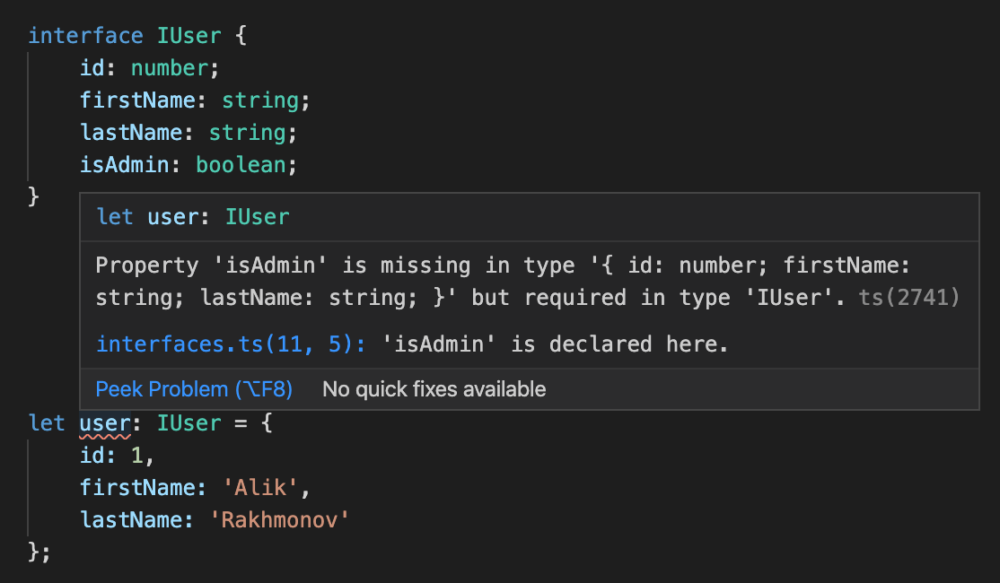 interface IUser {
id: number;
firstName: string;
lastName: string;
isAdmin: boolean;
}
let user: IUser
Property 'isAdmin' is missing in type '{ id: number; firstName:
string; lastName: string; }' but required in type 'IUser'. ts(2741)
interfaces.ts(11, 5): 'isAdmin' is declared here.
Peek Problem (⌥F8) No quick fixes available
let user: IUser = {
id: 1,
firstName: 'Alik',
lastName: 'Rakhmonov'
};